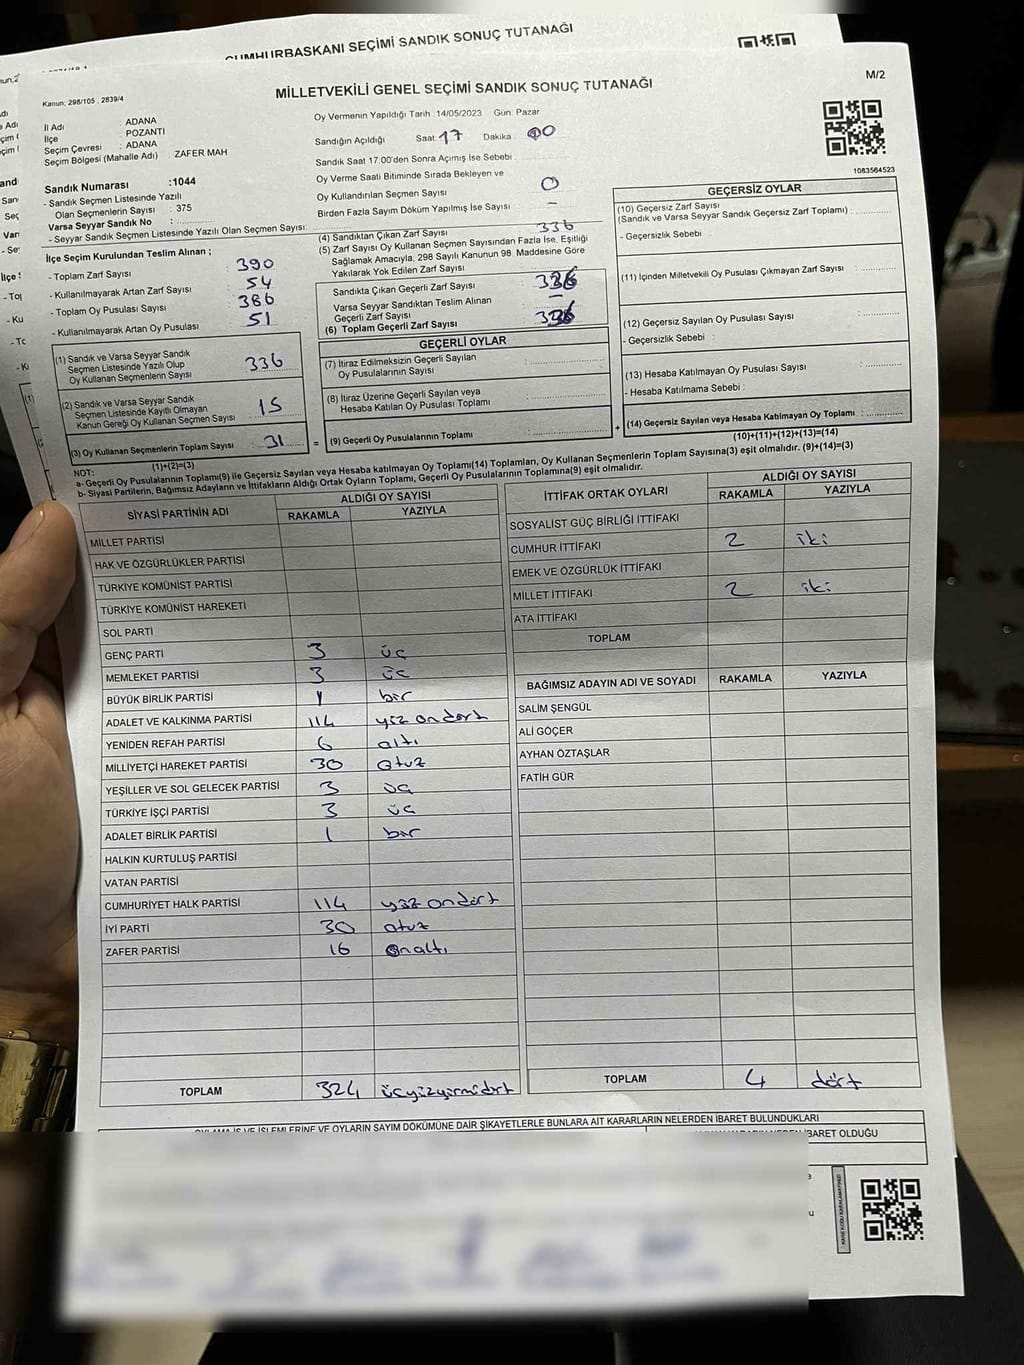 CUMHURBAŞKANI SEÇİMİ SANDIK SONUÇ TUTANAĞI
MİLLETVEKİLİ GENEL SEÇİMİ SANDIK SONUÇ TUTANAĞI
M/2
Kanun; 298/105 , 2839/4
İl Adı : ADANA
İlçe : POZANTI
Seçim Çevresi : ADANA
Seçim Bölgesi (Mahalle Adı) : ZAFER MAH
Sandık Numarası :1044
- Sandık Seçmen Listesinde Yazılı
Olan Seçmenlerin Sayısı : 375
Varsa Seyyar Sandık No :
- Seyyar Sandık Seçmen Listesinde Yazılı Olan Seçmen Sayısı:
Oy Vermenin Yapıldığı Tarih : 14/05/2023 Gün: Pazar
Sandığın Açıldığı Saat: 17 Dakika : 00
Sandık Saat 17:00'den Sonra Açımış İse Sebebi :
Oy Verme Saati Bitiminde Sırada Bekleyen ve
Oy Kullandırılan Seçmen Sayısı : 0
Birden Fazla Sayım Döküm Yapılmış İse Sayısı : -
1083564523
İlçe Seçim Kurulundan Teslim Alınan ;
- Toplam Zarf Sayısı : 390
- Kullanılmayarak Artan Zarf Sayısı : 54
- Toplam Oy Pusulası Sayısı : 386
- Kullanılmayarak Artan Oy Pusulası : 51
(1) Sandık ve Varsa Seyyar Sandık
Seçmen Listesinde Yazılı Olup
Oy Kullanan Seçmenlerin Sayısı : 336
(2) Sandık ve Varsa Seyyar Sandık
Seçmen Listesinde Kayıtlı Olmayan
Kanun Gereği Oy Kullanan Seçmen Sayısı : 15
(3) Oy Kullanan Seçmenlerin Toplam Sayısı : 31
(1)+(2)=(3)
(4) Sandıktan Çıkan Zarf Sayısı : 336
(5) Zarf Sayısı Oy Kullanan Seçmen Sayısından Fazla İse, Eşitliği
Sağlamak Amacıyla; 298 Sayılı Kanunun 98. Maddesine Göre
Yakılarak Yok Edilen Zarf Sayısı :
Sandıkta Çıkan Geçerli Zarf Sayısı : 336
Varsa Seyyar Sandıktan Teslim Alınan
Geçerli Zarf Sayısı : -
(6) Toplam Geçerli Zarf Sayısı : 336
GEÇERLİ OYLAR
(7) İtiraz Edilmeksizin Geçerli Sayılan
Oy Pusulalarının Sayısı :
(8) İtiraz Üzerine Geçerli Sayılan veya
Hesaba Katılan Oy Pusulası Toplamı :
= (9) Geçerli Oy Pusulalarının Toplamı :
GEÇERSİZ OYLAR
(10) Geçersiz Zarf Sayısı
(Sandık ve Varsa Seyyar Sandık Geçersiz Zarf Toplamı) :
- Geçersizlik Sebebi :
(11) İçinden Milletvekili Oy Pusulası Çıkmayan Zarf Sayısı :
(12) Geçersiz Sayılan Oy Pusulası Sayısı :
- Geçersizlik Sebebi :
(13) Hesaba Katılmayan Oy Pusulası Sayısı :
- Hesaba Katılmama Sebebi :
+ (14) Geçersiz Sayılan veya Hesaba Katılmayan Oy Toplamı :
(10)+(11)+(12)+(13)=(14)
NOT:
a- Geçerli Oy Pusulalarının Toplamı(9) ile Geçersiz Sayılan veya Hesaba katılmayan Oy Toplamı(14) Toplamları, Oy Kullanan Seçmenlerin Toplam Sayısına(3) eşit olmalıdır. (9)+(14)=(3)
b- Siyasi Partilerin, Bağımsız Adayların ve İttifakların Aldığı Ortak Oyların Toplamı, Geçerli Oy Pusulalarının Toplamına(9) eşit olmalıdır.
SİYASİ PARTİNİN ADI ALDIĞI OY SAYISI
RAKAMLA YAZIYLA
MİLLET PARTİSİ
HAK VE ÖZGÜRLÜKLER PARTİSİ
TÜRKİYE KOMÜNİST PARTİSİ
TÜRKİYE KOMÜNİST HAREKETİ
SOL PARTİ
GENÇ PARTİ 3 üç
MEMLEKET PARTİSİ 3 üç
BÜYÜK BİRLİK PARTİSİ 1 bir
ADALET VE KALKINMA PARTİSİ 114 yüz ondört
YENİDEN REFAH PARTİSİ 6 altı
MİLLİYETÇİ HAREKET PARTİSİ 30 otuz
YEŞİLLER VE SOL GELECEK PARTİSİ 3 üç
TÜRKİYE İŞÇİ PARTİSİ 3 üç
ADALET BİRLİK PARTİSİ 1 bir
HALKIN KURTULUŞ PARTİSİ
VATAN PARTİSİ
CUMHURİYET HALK PARTİSİ 114 yüz ondört
İYİ PARTİ 30 otuz
ZAFER PARTİSİ 16 onaltı
TOPLAM 324 üçyüzyirmidört
İTTİFAK ORTAK OYLARI ALDIĞI OY SAYISI
RAKAMLA YAZIYLA
SOSYALİST GÜÇ BİRLİĞİ İTTİFAKI
CUMHUR İTTİFAKI 2 iki
EMEK VE ÖZGÜRLÜK İTTİFAKI
MİLLET İTTİFAKI 2 iki
ATA İTTİFAKI
TOPLAM
BAĞIMSIZ ADAYIN ADI VE SOYADI RAKAMLA YAZIYLA
SALİM ŞENGÜL
ALİ GÖÇER
AYHAN ÖZTAŞLAR
FATİH GÜR
TOPLAM 4 dört
OYLAMA İŞ VE İŞLEMLERİNE VE OYLARIN SAYIM DÖKÜMÜNE DAİR ŞİKAYETLERLE BUNLARA AİT KARARLARIN NELERDEN İBARET BULUNDUKLARI
İBARET OLDUĞU